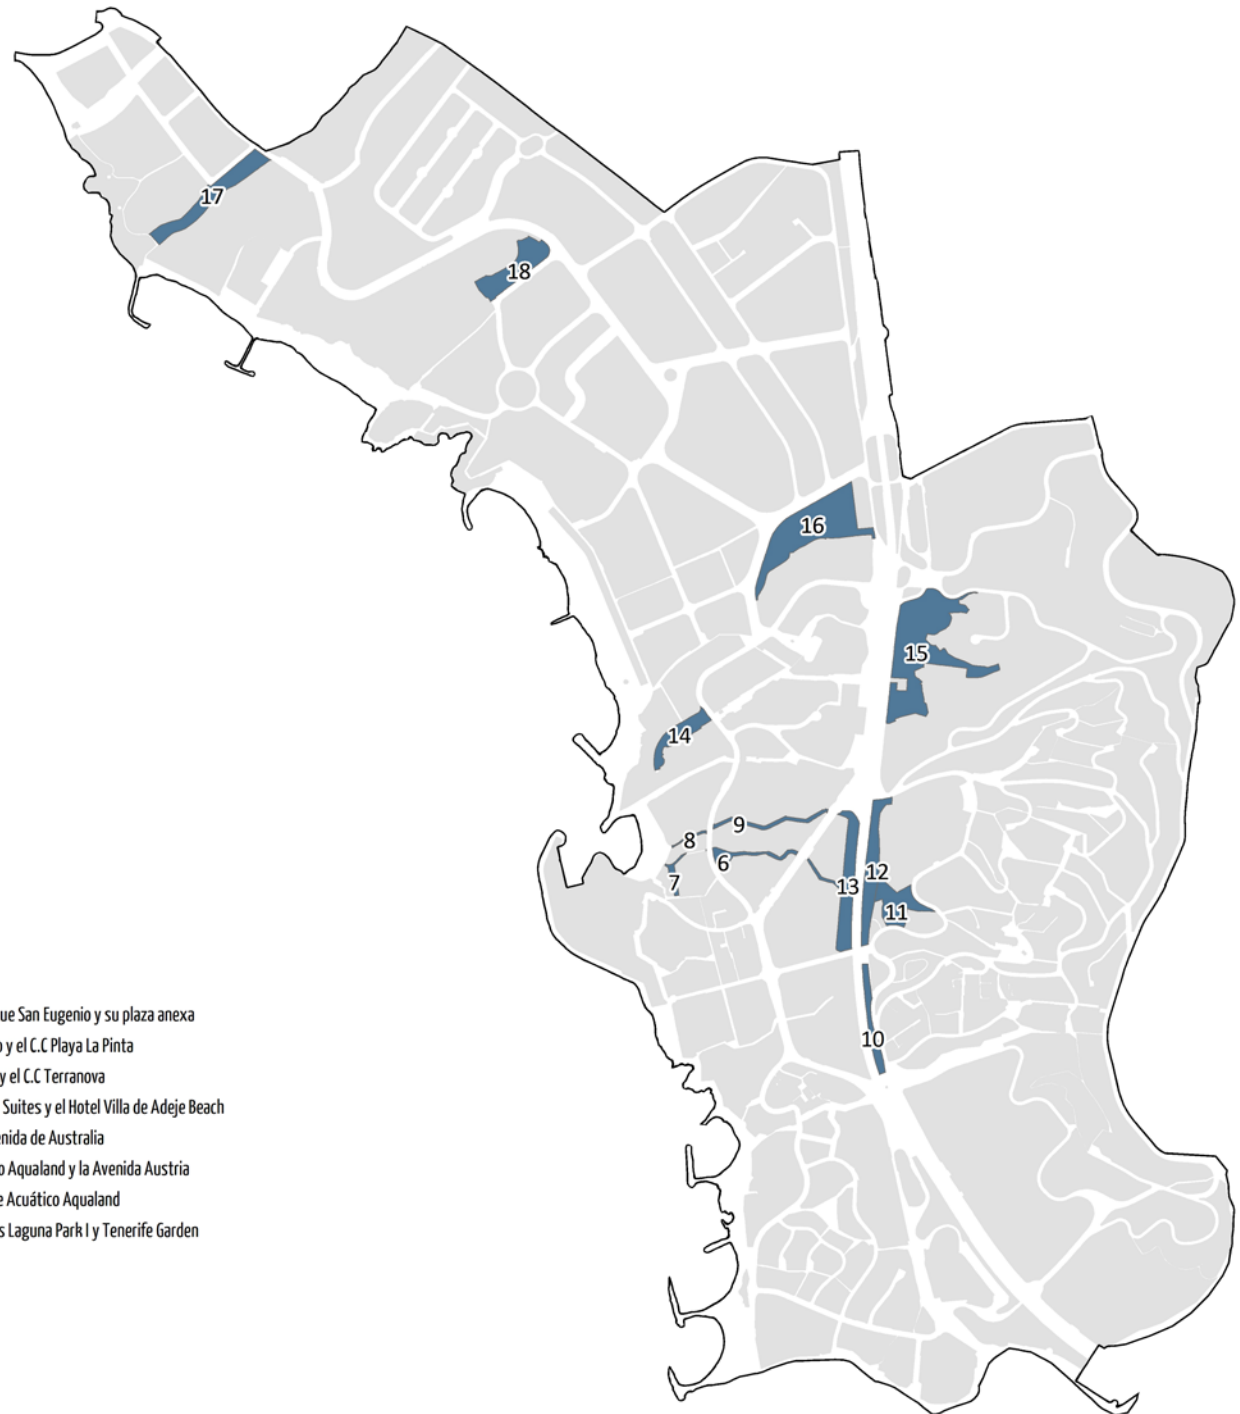 17
18
16
15
14
9
8
6
7
12
13
11
10
ue San Eugenio y su plaza anexa
o y el C.C Playa La Pinta
y el C.C Terranova
Suites y el Hotel Villa de Adeje Beach
enida de Australia
o Aqualand y la Avenida Austria
e Acuático Aqualand
s Laguna Park I y Tenerife Garden